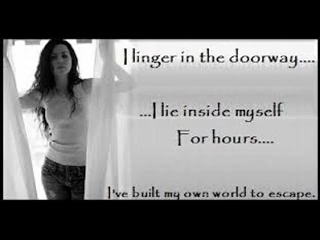 I linger in the doorway....
...I lie inside myself
For hours....
I've built my own world to escape.